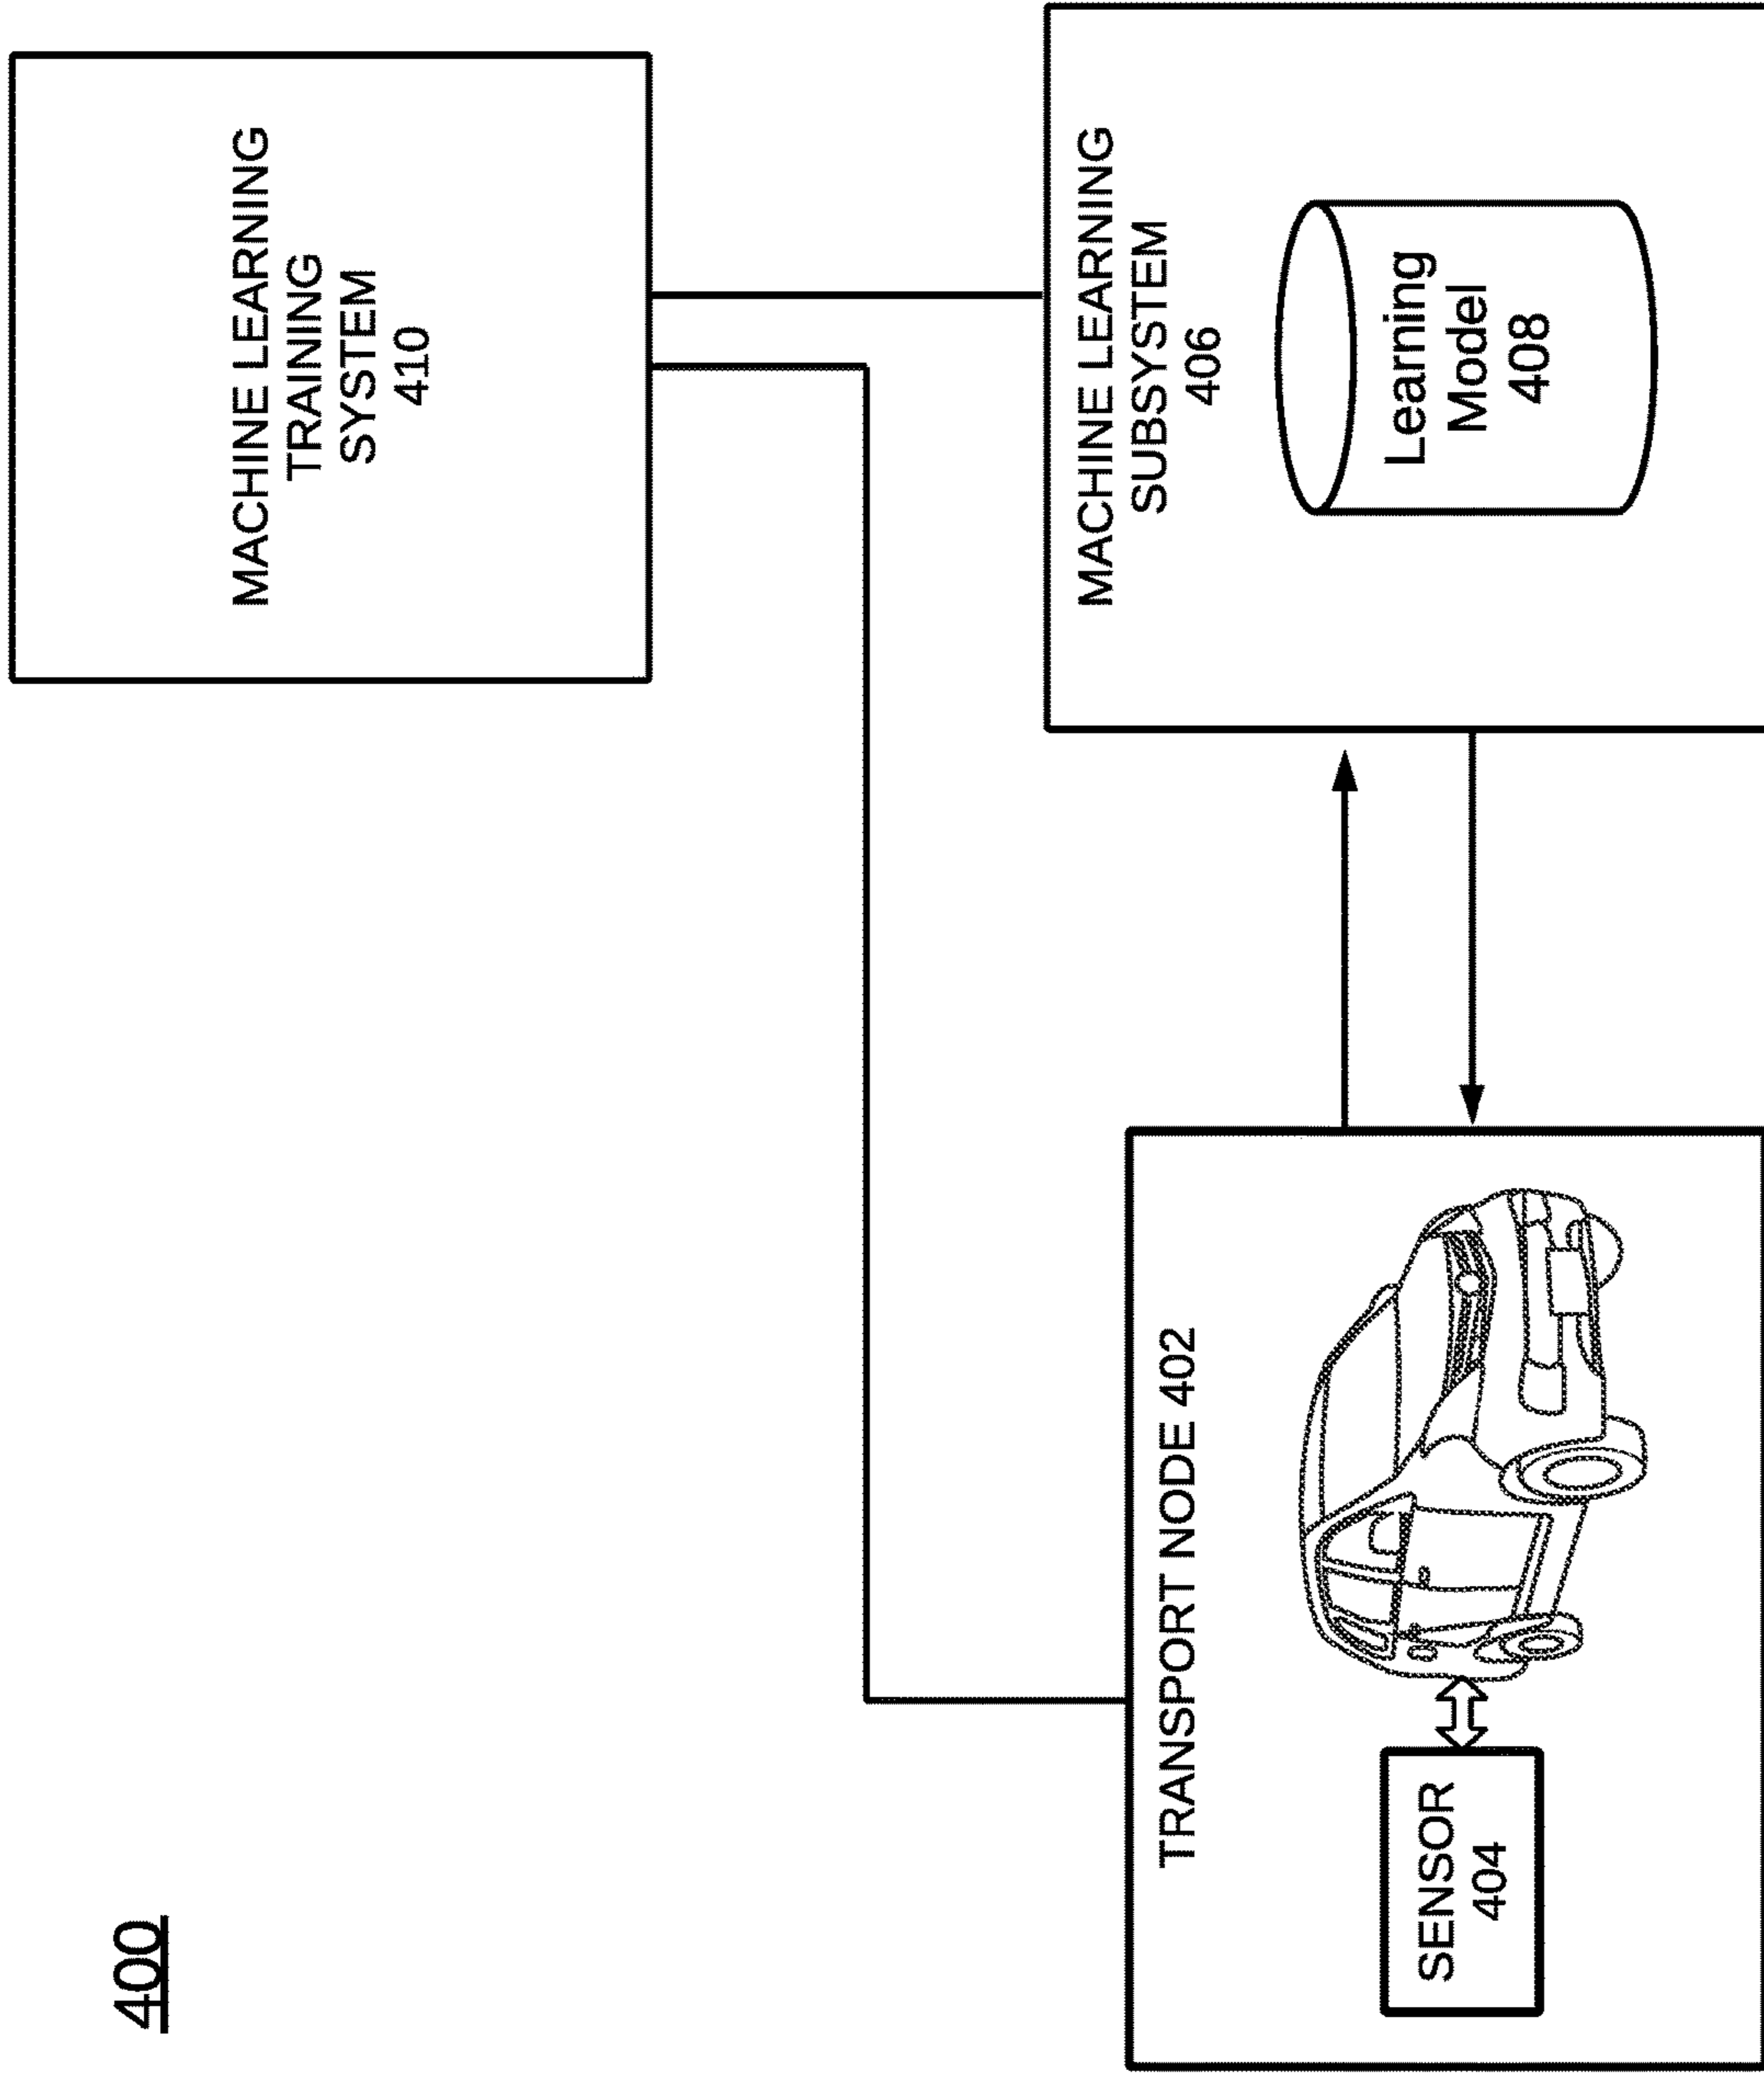 400
MACHINE LEARNING
TRAINING
SYSTEM
410
TRANSPORT NODE 402
SENSOR
404
MACHINE LEARNING
SUBSYSTEM
406
Learning
Model
408